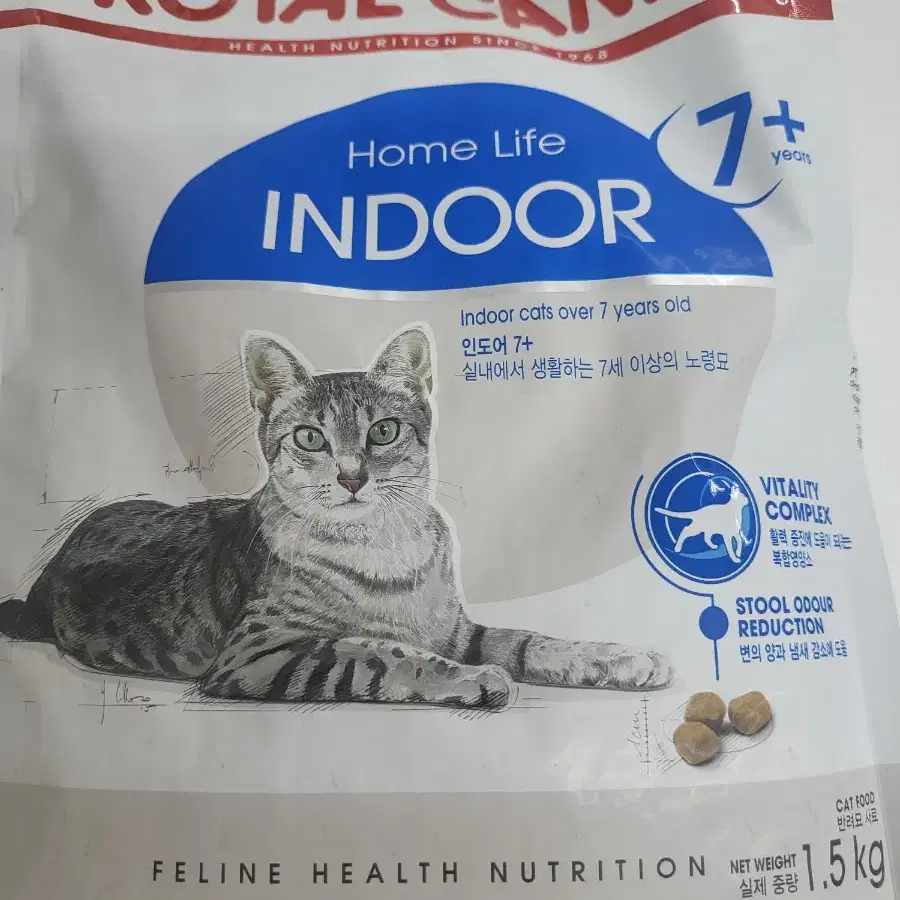 ROYAL CANIN
HEALTH NUTRITION SINCE 1968
Home Life
INDOOR
7+
years
Indoor cats over 7 years old
인도어 7+
실내에서 생활하는 7세 이상의 노령묘
VITALITY
COMPLEX
활력 증진에 도움이 되는
복합영양소
STOOL ODOUR
REDUCTION
변의 양과 냄새 감소에 도움
CAT FOOD
반려묘 사료
FELINE HEALTH NUTRITION
NET WEIGHT
실제 중량
1.5 kg